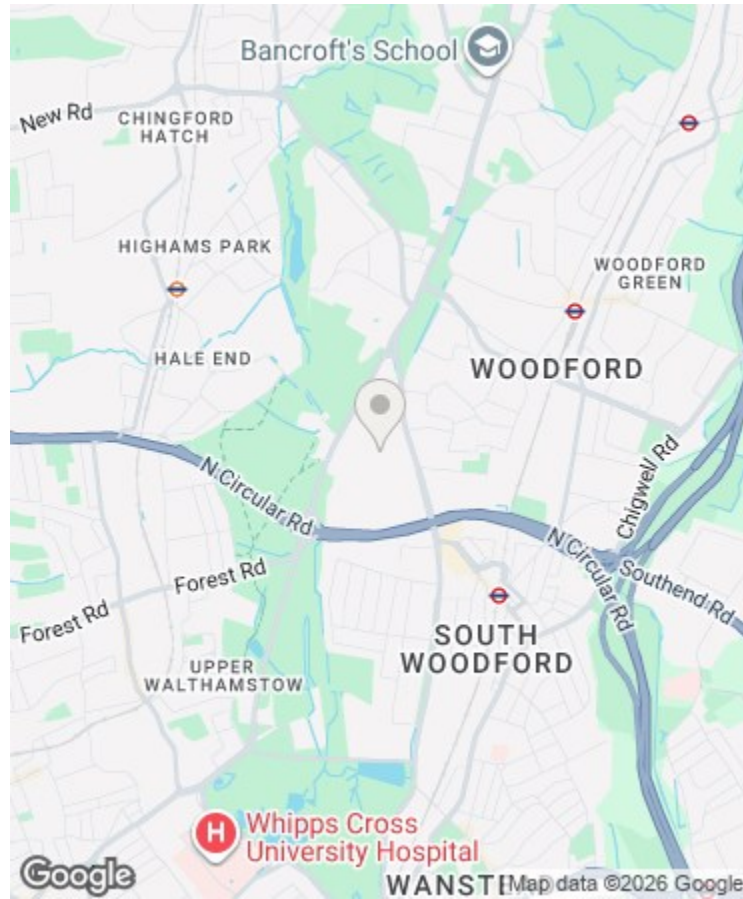 Bancroft's School
New Rd
CHINGFORD
HATCH
HIGHAMS PARK
WOODFORD
GREEN
HALE END
WOODFORD
Chigwell Rd
N Circular Rd
N Circular Rd
Southend Rd
Forest Rd
Forest Rd
SOUTH
WOODFORD
UPPER
WALTHAMSTOW
H
Whipps Cross
University Hospital
Google
Map data ©2026 Google